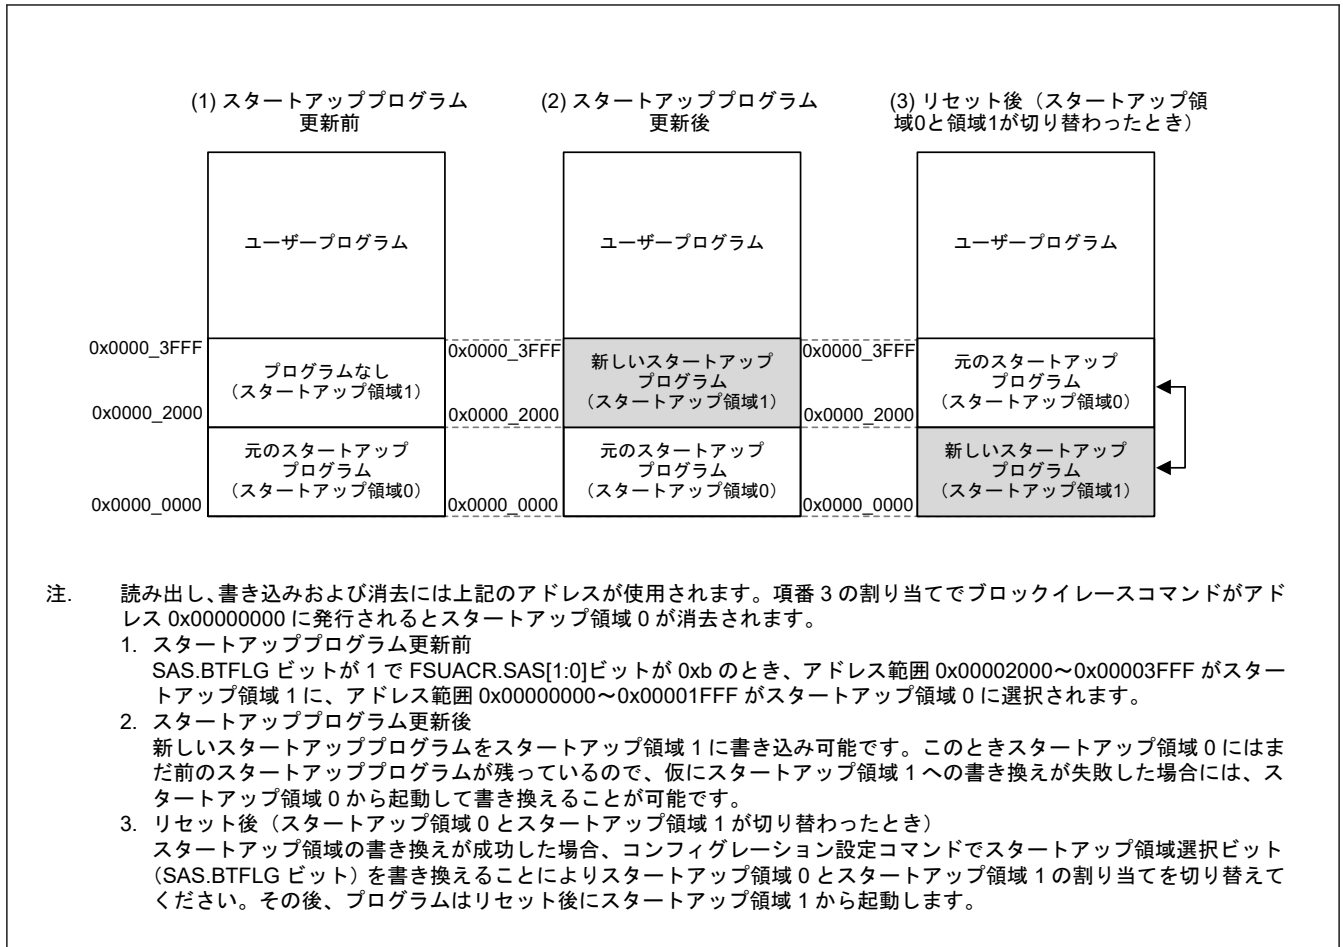 (1) スタートアッププログラム
更新前
(2) スタートアッププログラム
更新後
(3) リセット後(スタートアップ領
域0と領域1が切り替わったとき)
ユーザープログラム
ユーザープログラム
ユーザープログラム
0x0000_3FFF
プログラムなし
(スタートアップ領域1)
0x0000_2000
元のスタートアップ
プログラム
(スタートアップ領域0)
0x0000_0000
0x0000_3FFF
新しいスタートアップ
プログラム
(スタートアップ領域1)
0x0000_2000
元のスタートアップ
プログラム
(スタートアップ領域0)
0x0000_0000
0x0000_3FFF
元のスタートアップ
プログラム
(スタートアップ領域0)
0x0000_2000
新しいスタートアップ
プログラム
(スタートアップ領域1)
0x0000_0000
注. 読み出し、書き込みおよび消去には上記のアドレスが使用されます。項番 3 の割り当てでブロックイレースコマンドがアド
レス 0x00000000 に発行されるとスタートアップ領域 0 が消去されます。
1. スタートアッププログラム更新前
SAS.BTFLG ビットが 1 で FSUACR.SAS[1:0]ビットが 0xb のとき、アドレス範囲 0x00002000～0x00003FFF がスター
トアップ領域 1 に、アドレス範囲 0x00000000～0x00001FFF がスタートアップ領域 0 に選択されます。
2. スタートアッププログラム更新後
新しいスタートアッププログラムをスタートアップ領域 1 に書き込み可能です。このときスタートアップ領域 0 にはま
だ前のスタートアッププログラムが残っているので、仮にスタートアップ領域 1 への書き換えが失敗した場合には、ス
タートアップ領域 0 から起動して書き換えることが可能です。
3. リセット後(スタートアップ領域 0 とスタートアップ領域 1 が切り替わったとき)
スタートアップ領域の書き換えが成功した場合、コンフィグレーション設定コマンドでスタートアップ領域選択ビット
(SAS.BTFLG ビット)を書き換えることによりスタートアップ領域 0 とスタートアップ領域 1 の割り当てを切り替えて
ください。その後、プログラムはリセット後にスタートアップ領域 1 から起動します。